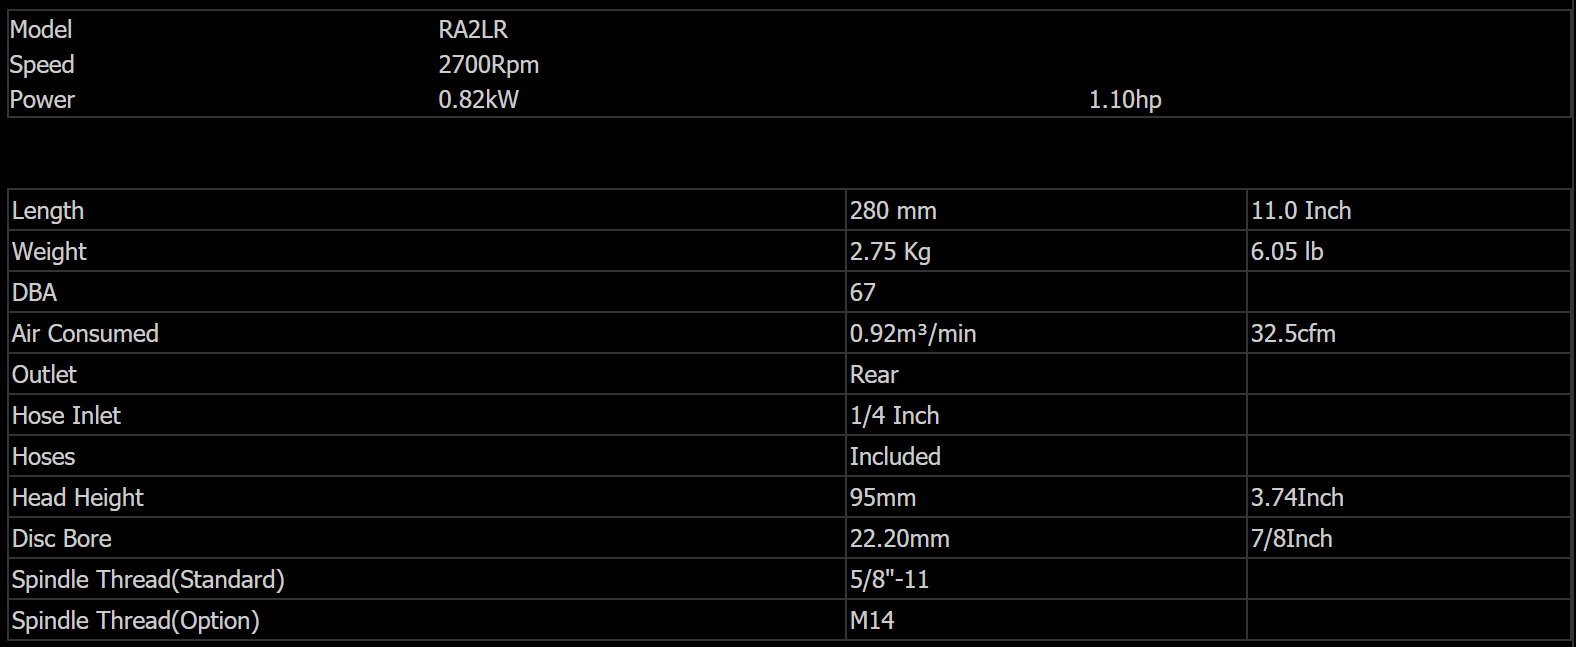 Model RA2LR
Speed 2700Rpm
Power 0.82kW 1.10hp
Length 280 mm 11.0 Inch
Weight 2.75 Kg 6.05 lb
DBA 67
Air Consumed 0.92m³/min 32.5cfm
Outlet Rear
Hose Inlet 1/4 Inch
Hoses Included
Head Height 95mm 3.74Inch
Disc Bore 22.20mm 7/8Inch
Spindle Thread(Standard) 5/8"-11
Spindle Thread(Option) M14